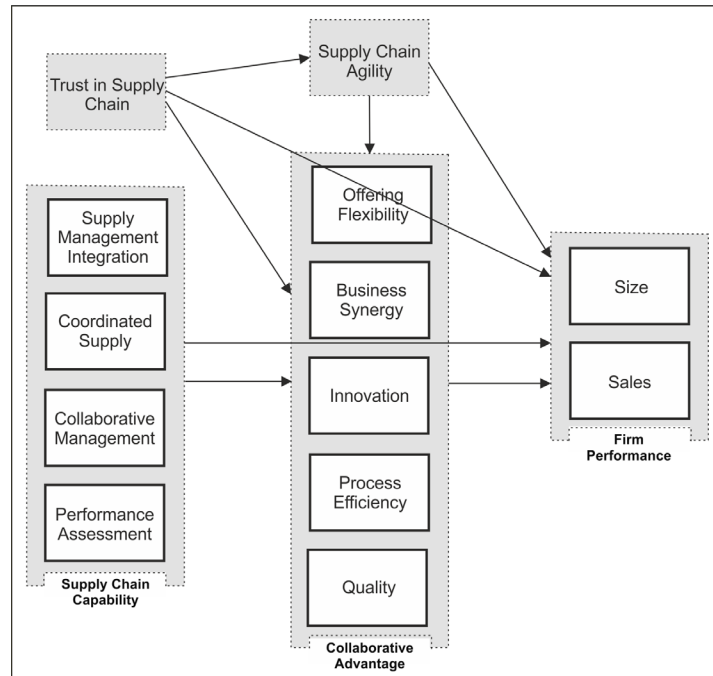 Trust in Supply
Chain
Supply Chain
Agility
Supply
Management
Integration
Coordinated
Supply
Collaborative
Management
Performance
Assessment
Supply Chain
Capability
Offering
Flexibility
Business
Synergy
Innovation
Process
Efficiency
Quality
Collaborative
Advantage
Size
Sales
Firm
Performance